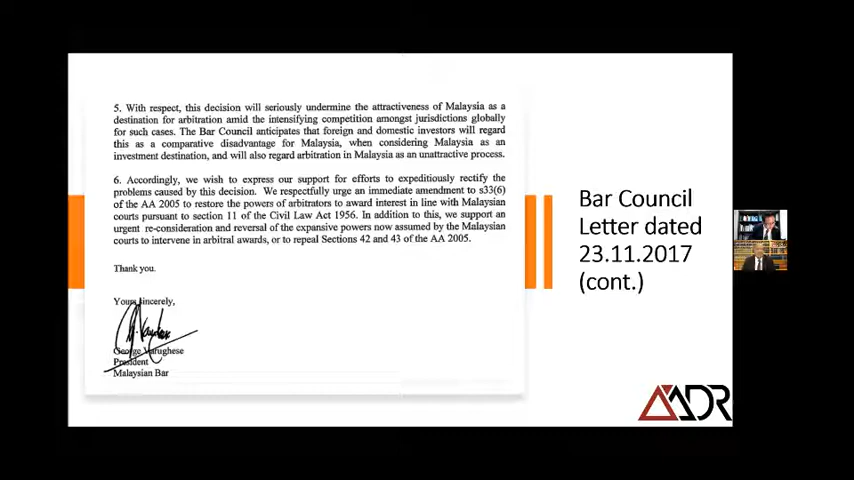 5. With respect, this decision will seriously undermine the attractiveness of Malaysia as a
destination for arbitration amid the intensifying competition amongst jurisdictions globally
for such cases. The Bar Council anticipates that foreign and domestic investors will regard
this as a comparative disadvantage for Malaysia, when considering Malaysia as an
investment destination, and will also regard arbitration in Malaysia as an unattractive process.
6. Accordingly, we wish to express our support for efforts to expeditiously rectify the
problems caused by this decision. We respectfully urge an immediate amendment to s33(6)
of the AA 2005 to restore the powers of arbitrators to award interest in line with Malaysian
courts pursuant to section 11 of the Civil Law Act 1956. In addition to this, we support an
urgent re-consideration and reversal of the expansive powers now assumed by the Malaysian
courts to intervene in arbitral awards, or to repeal Sections 42 and 43 of the AA 2005.
Thank you.
Yours sincerely,
George Varughese
President
Malaysian Bar
Bar Council
Letter dated
23.11.2017
(cont.)
AADR